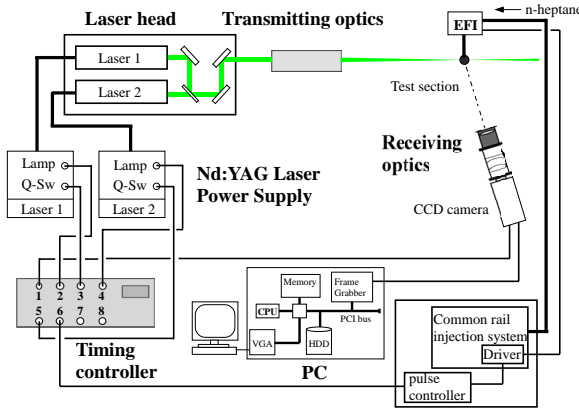 Laser head
Transmitting optics
EFI
n-heptane
Laser 1
Laser 2
Test section
Receiving
optics
Lamp
Q-Sw
Laser 1
Lamp
Q-Sw
Laser 2
Nd:YAG Laser
Power Supply
CCD camera
1 2 3 4
5 6 7 8
Timing
controller
Memory
Frame
Grabber
CPU
PCI bus
VGA
HDD
PC
Common rail
injection system
Driver
pulse
controller